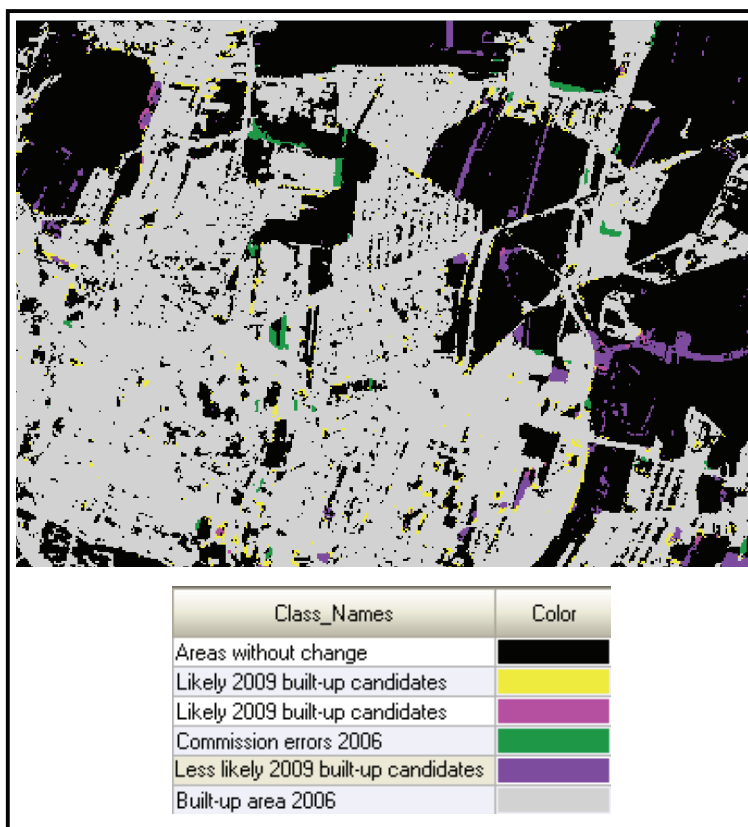 Class_Names Color
Areas without change
Likely 2009 built-up candidates
Likely 2009 built-up candidates
Commission errors 2006
Less likely 2009 built-up candidates
Built-up area 2006